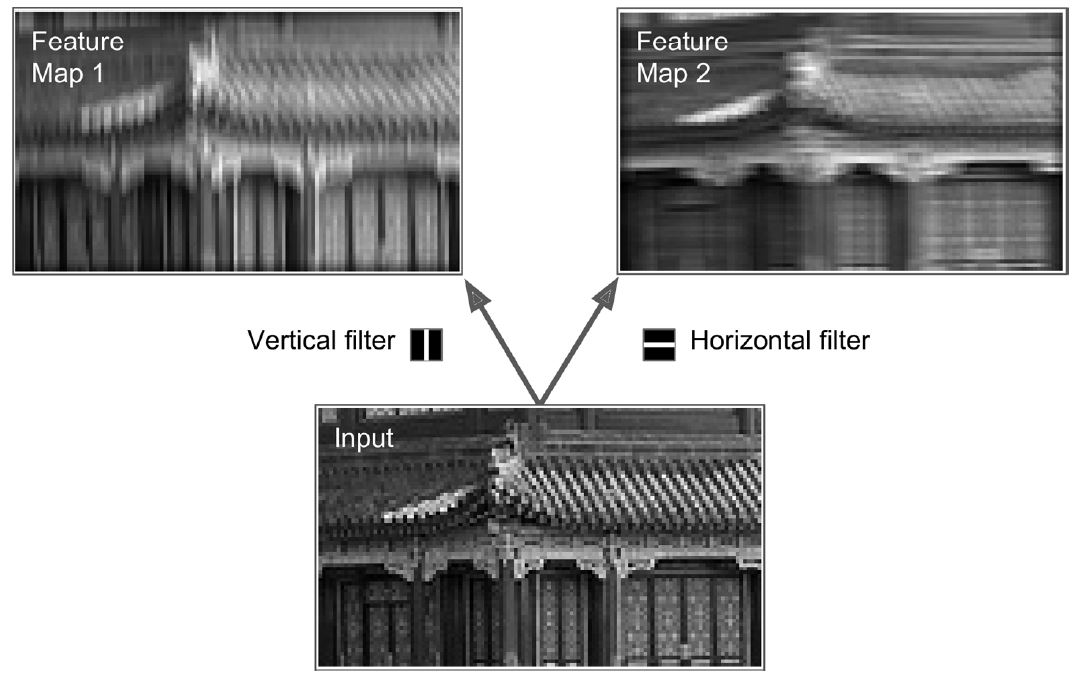 Feature
Map 1
Feature
Map 2
Vertical filter
Horizontal filter
Input